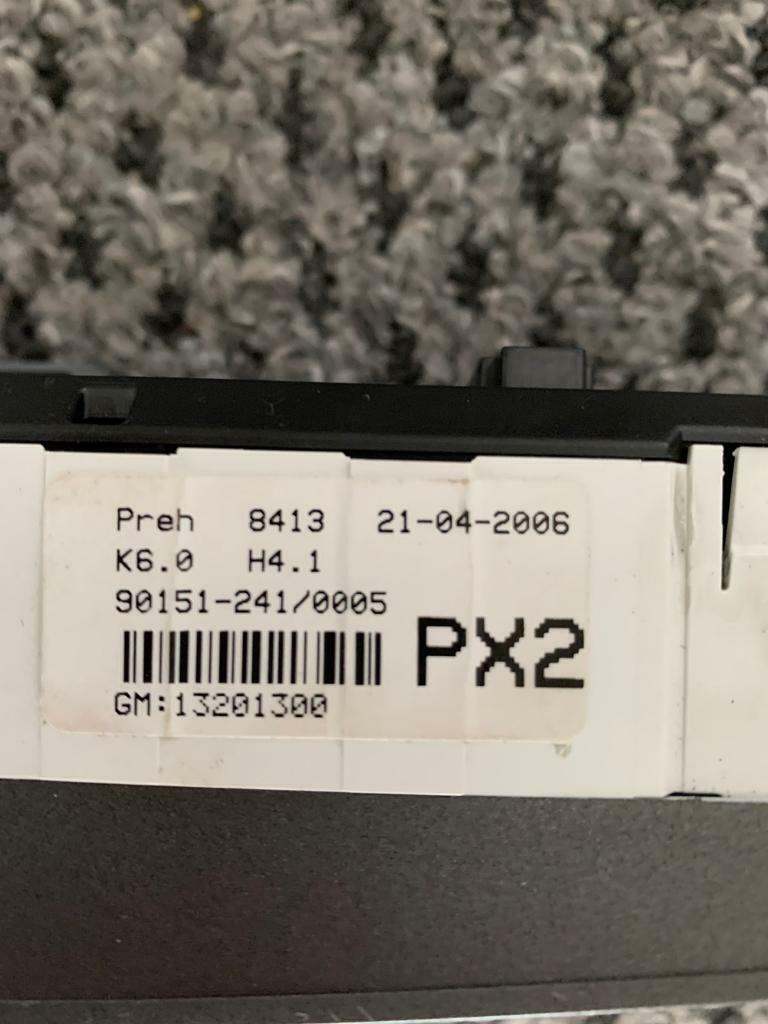 Preh 8413 21-04-2006
K6.0 H4.1
90151-241/0005
PX2
GM:13201300